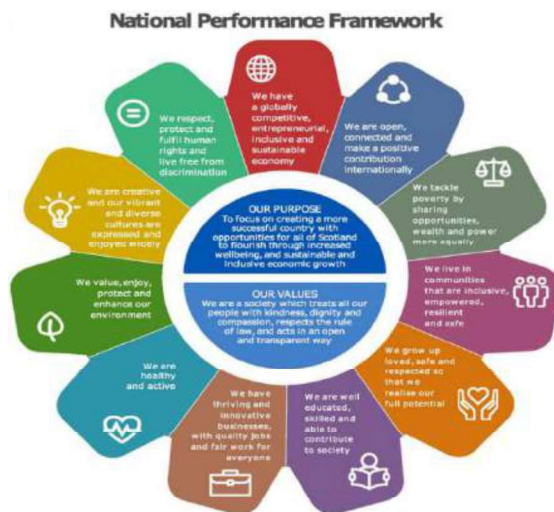 National Performance Framework
We have
a globally
competitive,
entrepreneurial,
inclusive and
sustainable
economy
We are open,
connected and
make a positive
contribution
internationally
We tackle
poverty by
sharing
opportunities,
wealth and power
more equally
We live in
communities
that are inclusive,
empowered,
resilient
and safe
We grow up
loved, safe and
respected so
that we
realise our
full potential
We are well
educated,
skilled and
able to
contribute
to society
We have
thriving and
innovative
businesses,
with quality jobs
and fair work for
everyone
We are
healthy
and active
We value, enjoy,
protect and
enhance our
environment
We are creative
and our vibrant
and diverse
cultures are
expressed and
enjoyed widely
We respect,
protect and
fulfil human
rights and
live free from
discrimination
OUR PURPOSE
To focus on creating a more
successful country with
opportunities for all of Scotland
to flourish through increased
wellbeing, and sustainable and
inclusive economic growth
OUR VALUES
We are a society which treats all our
people with kindness, dignity and
compassion, respects the rule
of law, and acts in an open
and transparent way